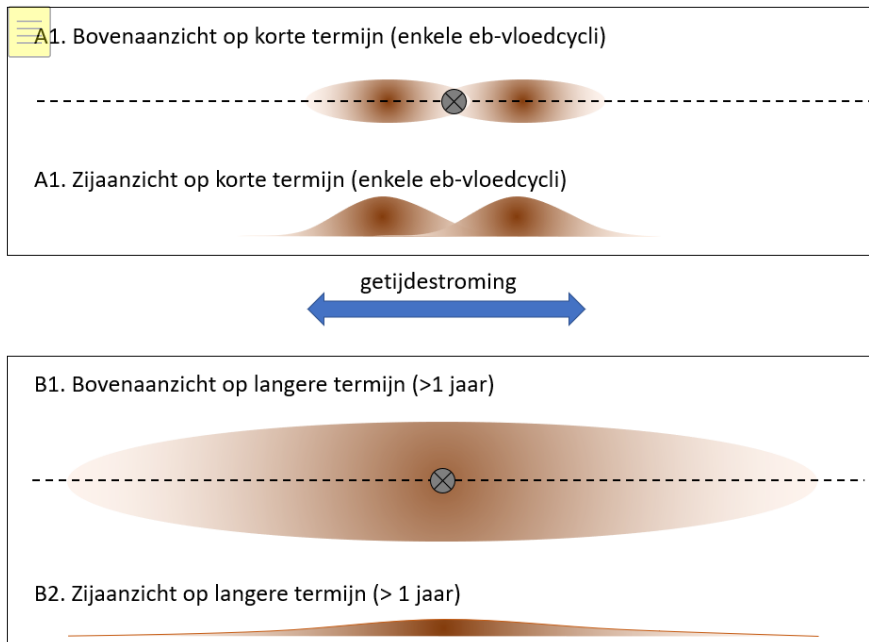 A1. Bovenaanzicht op korte termijn (enkele eb-vloedcycli)
A1. Zijaanzicht op korte termijn (enkele eb-vloedcycli)
getijdestroming
B1. Bovenaanzicht op langere termijn (>1 jaar)
B2. Zijaanzicht op langere termijn (> 1 jaar)